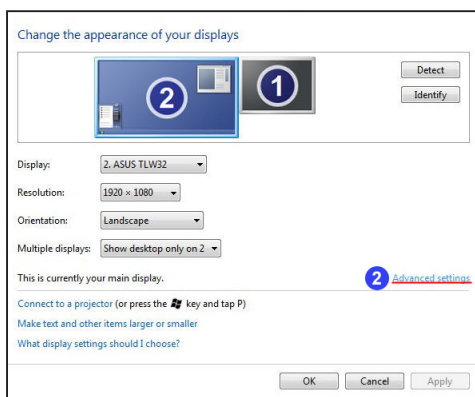 Change the appearance of your displays
2
1
Detect
Identify
Display:
2. ASUS TLW32
Resolution:
1920 × 1080
Orientation:
Landscape
Multiple displays:
Show desktop only on 2
This is currently your main display.
2
Advanced settings
Connect to a projector (or press the key and tap P)
Make text and other items larger or smaller
What display settings should I choose?
OK
Cancel
Apply